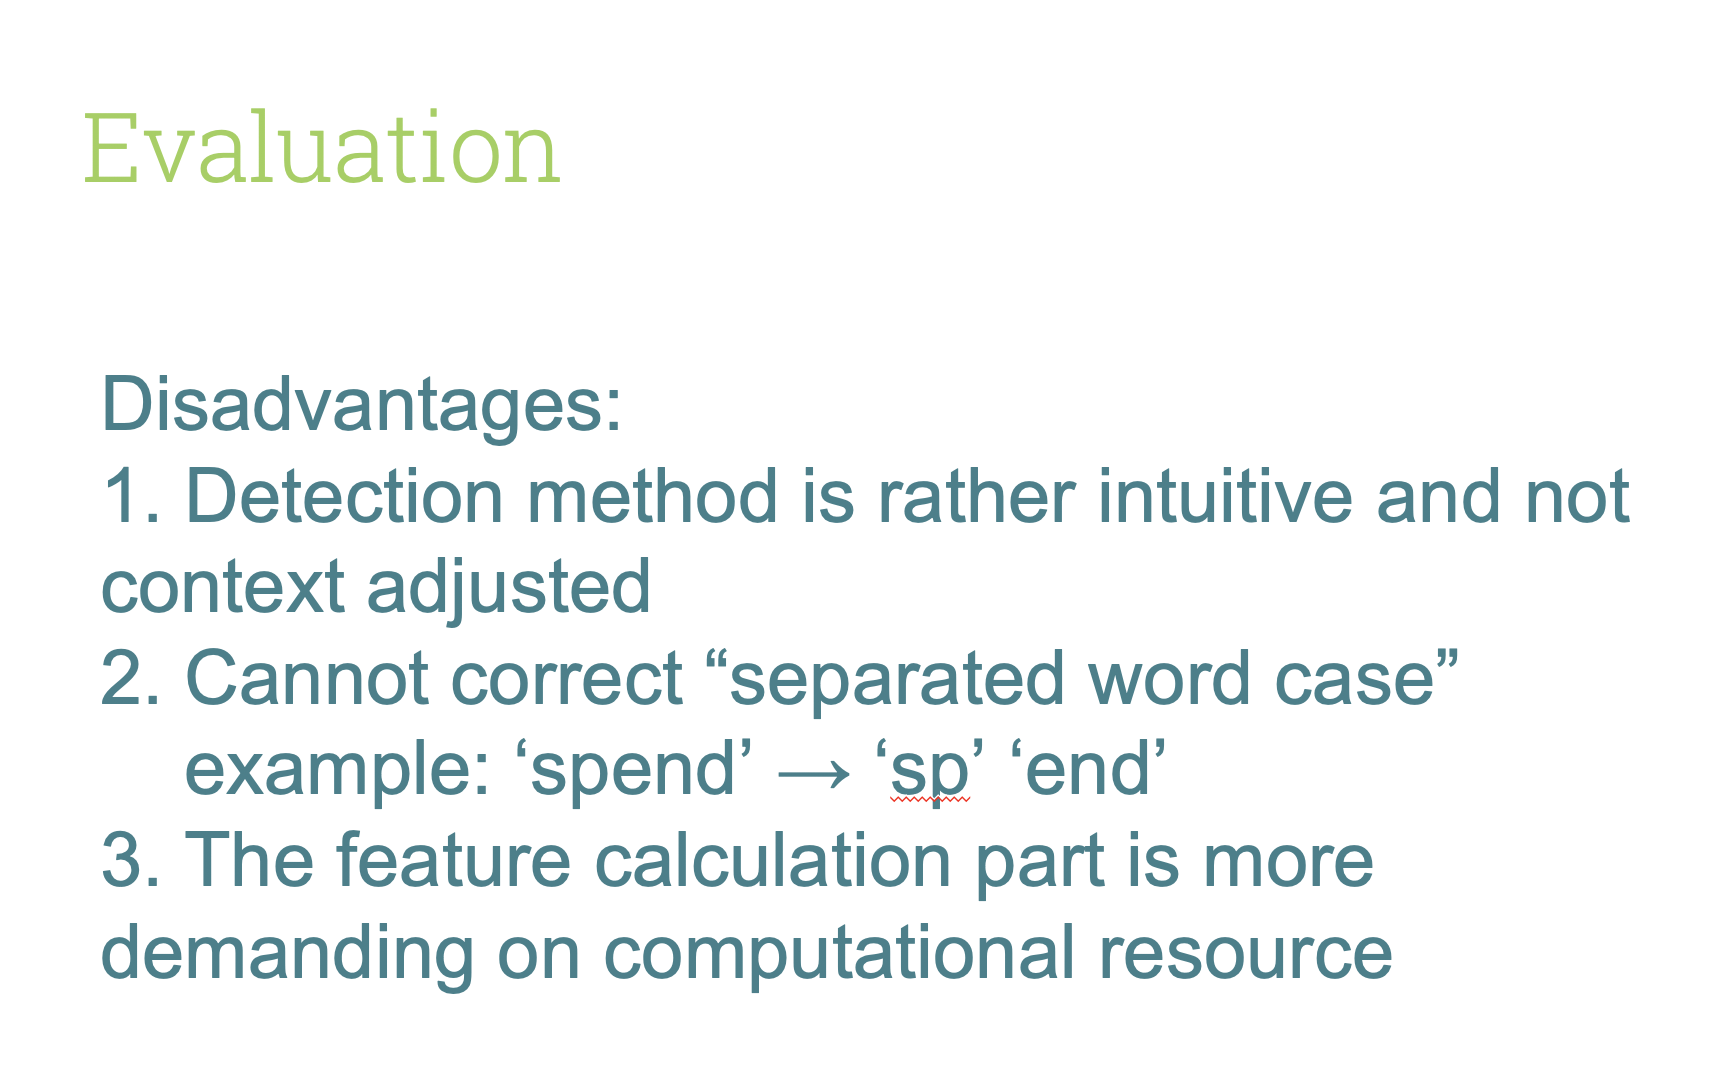 Evaluation
Disadvantages:
1. Detection method is rather intuitive and not
context adjusted
2. Cannot correct “separated word case”
example: ‘spend’ → ‘sp’ ‘end’
3. The feature calculation part is more
demanding on computational resource